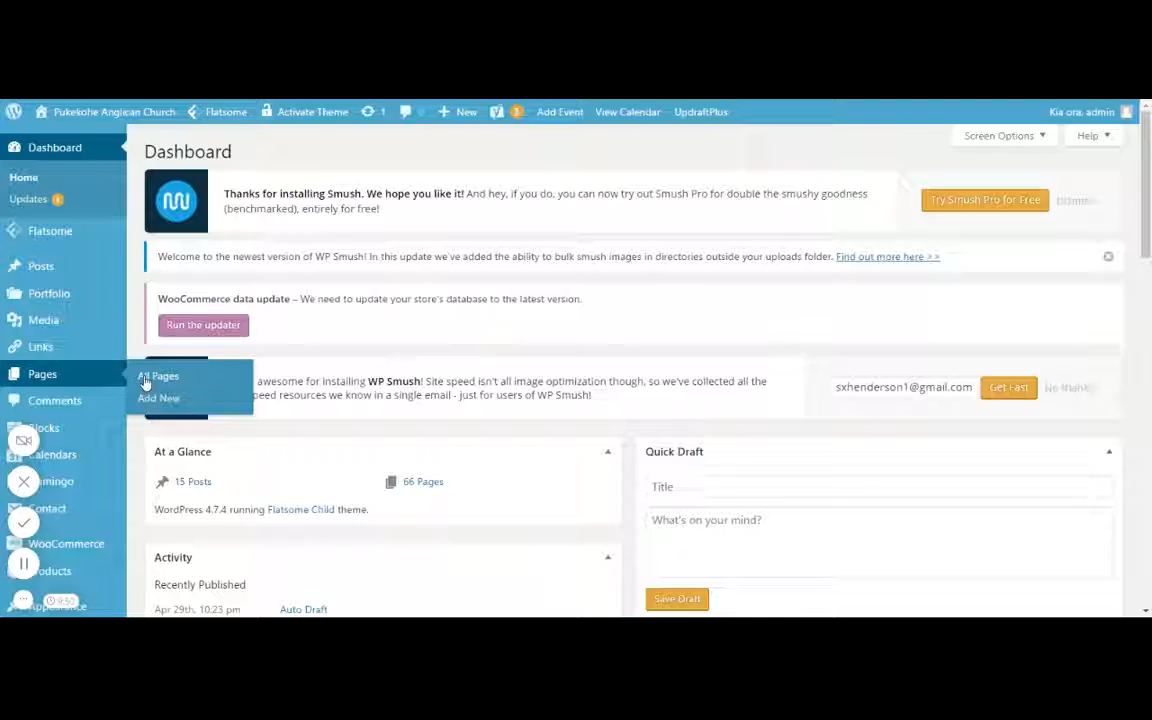 Pukekohe Anglican Church Flatsome Activate Theme 1 New 3 Add Event View Calendar UpdraftPlus Kia ora, admin
Screen Options Help
Dashboard
Home
Updates
Flatsome
Posts
Portfolio
Media
Links
Pages
All Pages
Add New
Comments
Blocks
Calendars
mingo
Contact
WooCommerce
oducts
9:50
Dashboard
Thanks for installing Smush. We hope you like it! And hey, if you do, you can now try out Smush Pro for double the smushy goodness
(benchmarked), entirely for free!
Try Smush Pro for Free
Welcome to the newest version of WP Smush! In this update we've added the ability to bulk smush images in directories outside your uploads folder. Find out more here >>
WooCommerce data update – We need to update your store's database to the latest version.
Run the updater
awesome for installing WP Smush! Site speed isn't all image optimization though, so we've collected all the
peed resources we know in a single email - just for users of WP Smush!
sxhenderson1@gmail.com
Get Fast
No thank
At a Glance
15 Posts 66 Pages
WordPress 4.7.4 running Flatsome Child theme.
Activity
Recently Published
Apr 29th, 10:23 pm Auto Draft
Quick Draft
Title
What's on your mind?
Save Draft